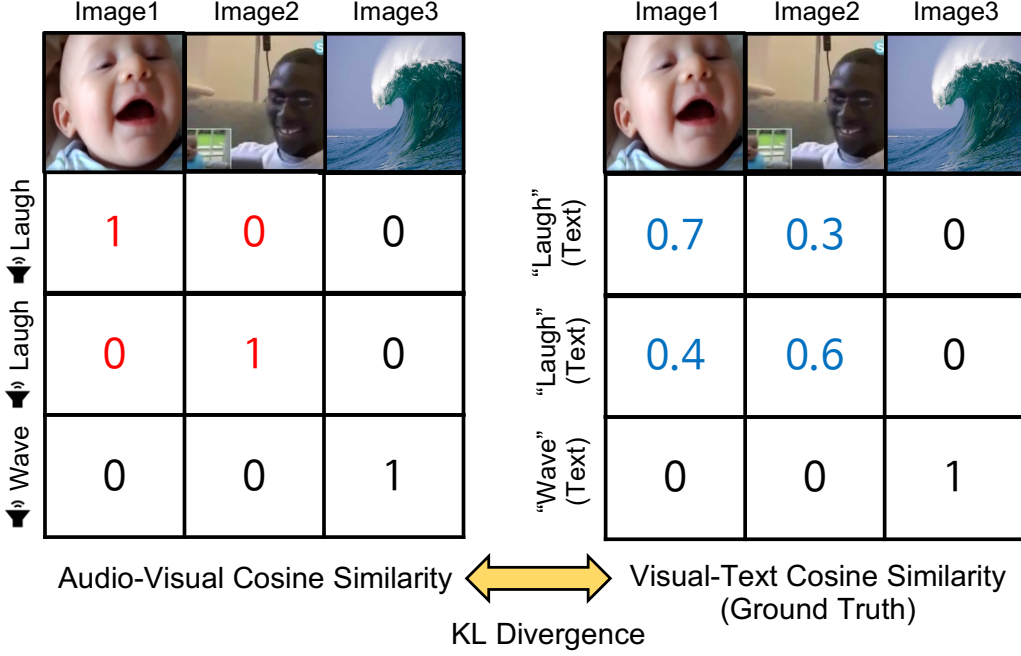 Image1 Image2 Image3
Image1 Image2 Image3
S
S
Laugh 1 0 0
"Laugh" (Text) 0.7 0.3 0
Laugh 0 1 0
"Laugh" (Text) 0.4 0.6 0
Wave 0 0 1
"Wave" (Text) 0 0 1
Audio-Visual Cosine Similarity
Visual-Text Cosine Similarity
(Ground Truth)
KL Divergence